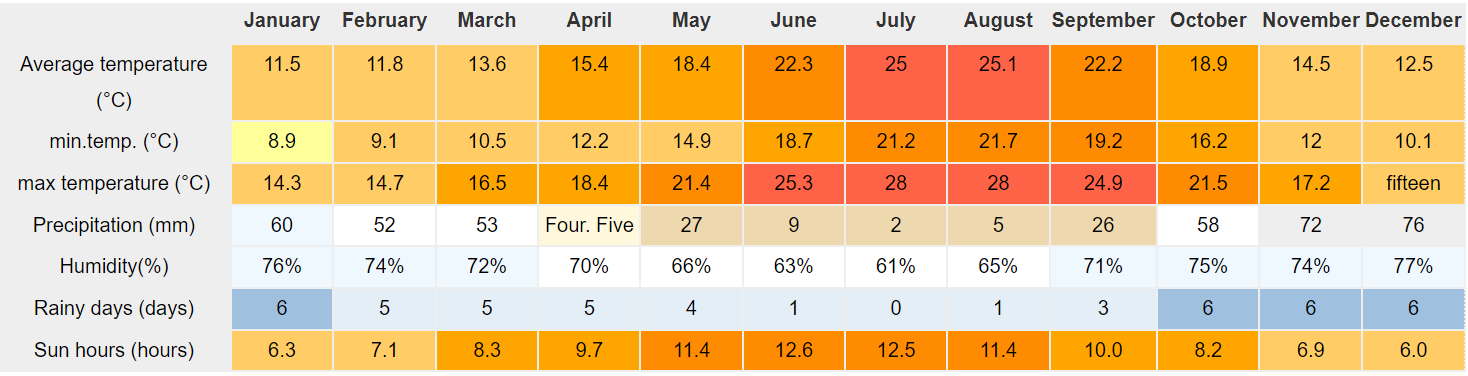 January February March April May June July August September October November December
Average temperature 11.5 11.8 13.6 15.4 18.4 22.3 25 25.1 22.2 18.9 14.5 12.5
(°C)
min.temp. (°C) 8.9 9.1 10.5 12.2 14.9 18.7 21.2 21.7 19.2 16.2 12 10.1
max temperature (°C) 14.3 14.7 16.5 18.4 21.4 25.3 28 28 24.9 21.5 17.2 fifteen
Precipitation (mm) 60 52 53 Four. Five 27 9 2 5 26 58 72 76
Humidity(%) 76% 74% 72% 70% 66% 63% 61% 65% 71% 75% 74% 77%
Rainy days (days) 6 5 5 5 4 1 0 1 3 6 6 6
Sun hours (hours) 6.3 7.1 8.3 9.7 11.4 12.6 12.5 11.4 10.0 8.2 6.9 6.0